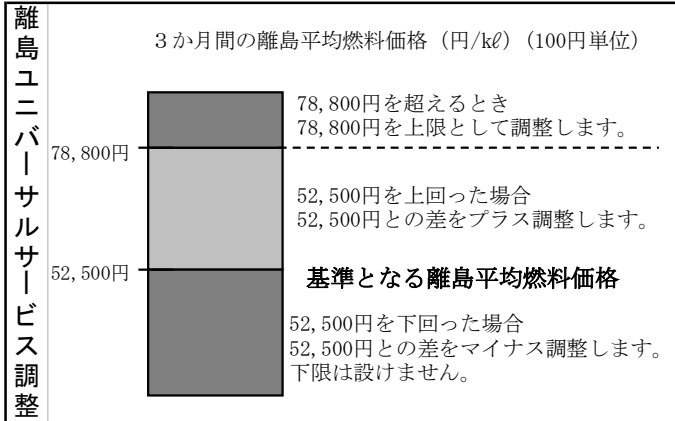 離島ユニバーサルサービス調整
３か月間の離島平均燃料価格（円/kℓ）（100円単位）
78,800円を超えるとき
78,800円を上限として調整します。
78,800円
52,500円を上回った場合
52,500円との差をプラス調整します。
52,500円
基準となる離島平均燃料価格
52,500円を下回った場合
52,500円との差をマイナス調整します。
下限は設けません。